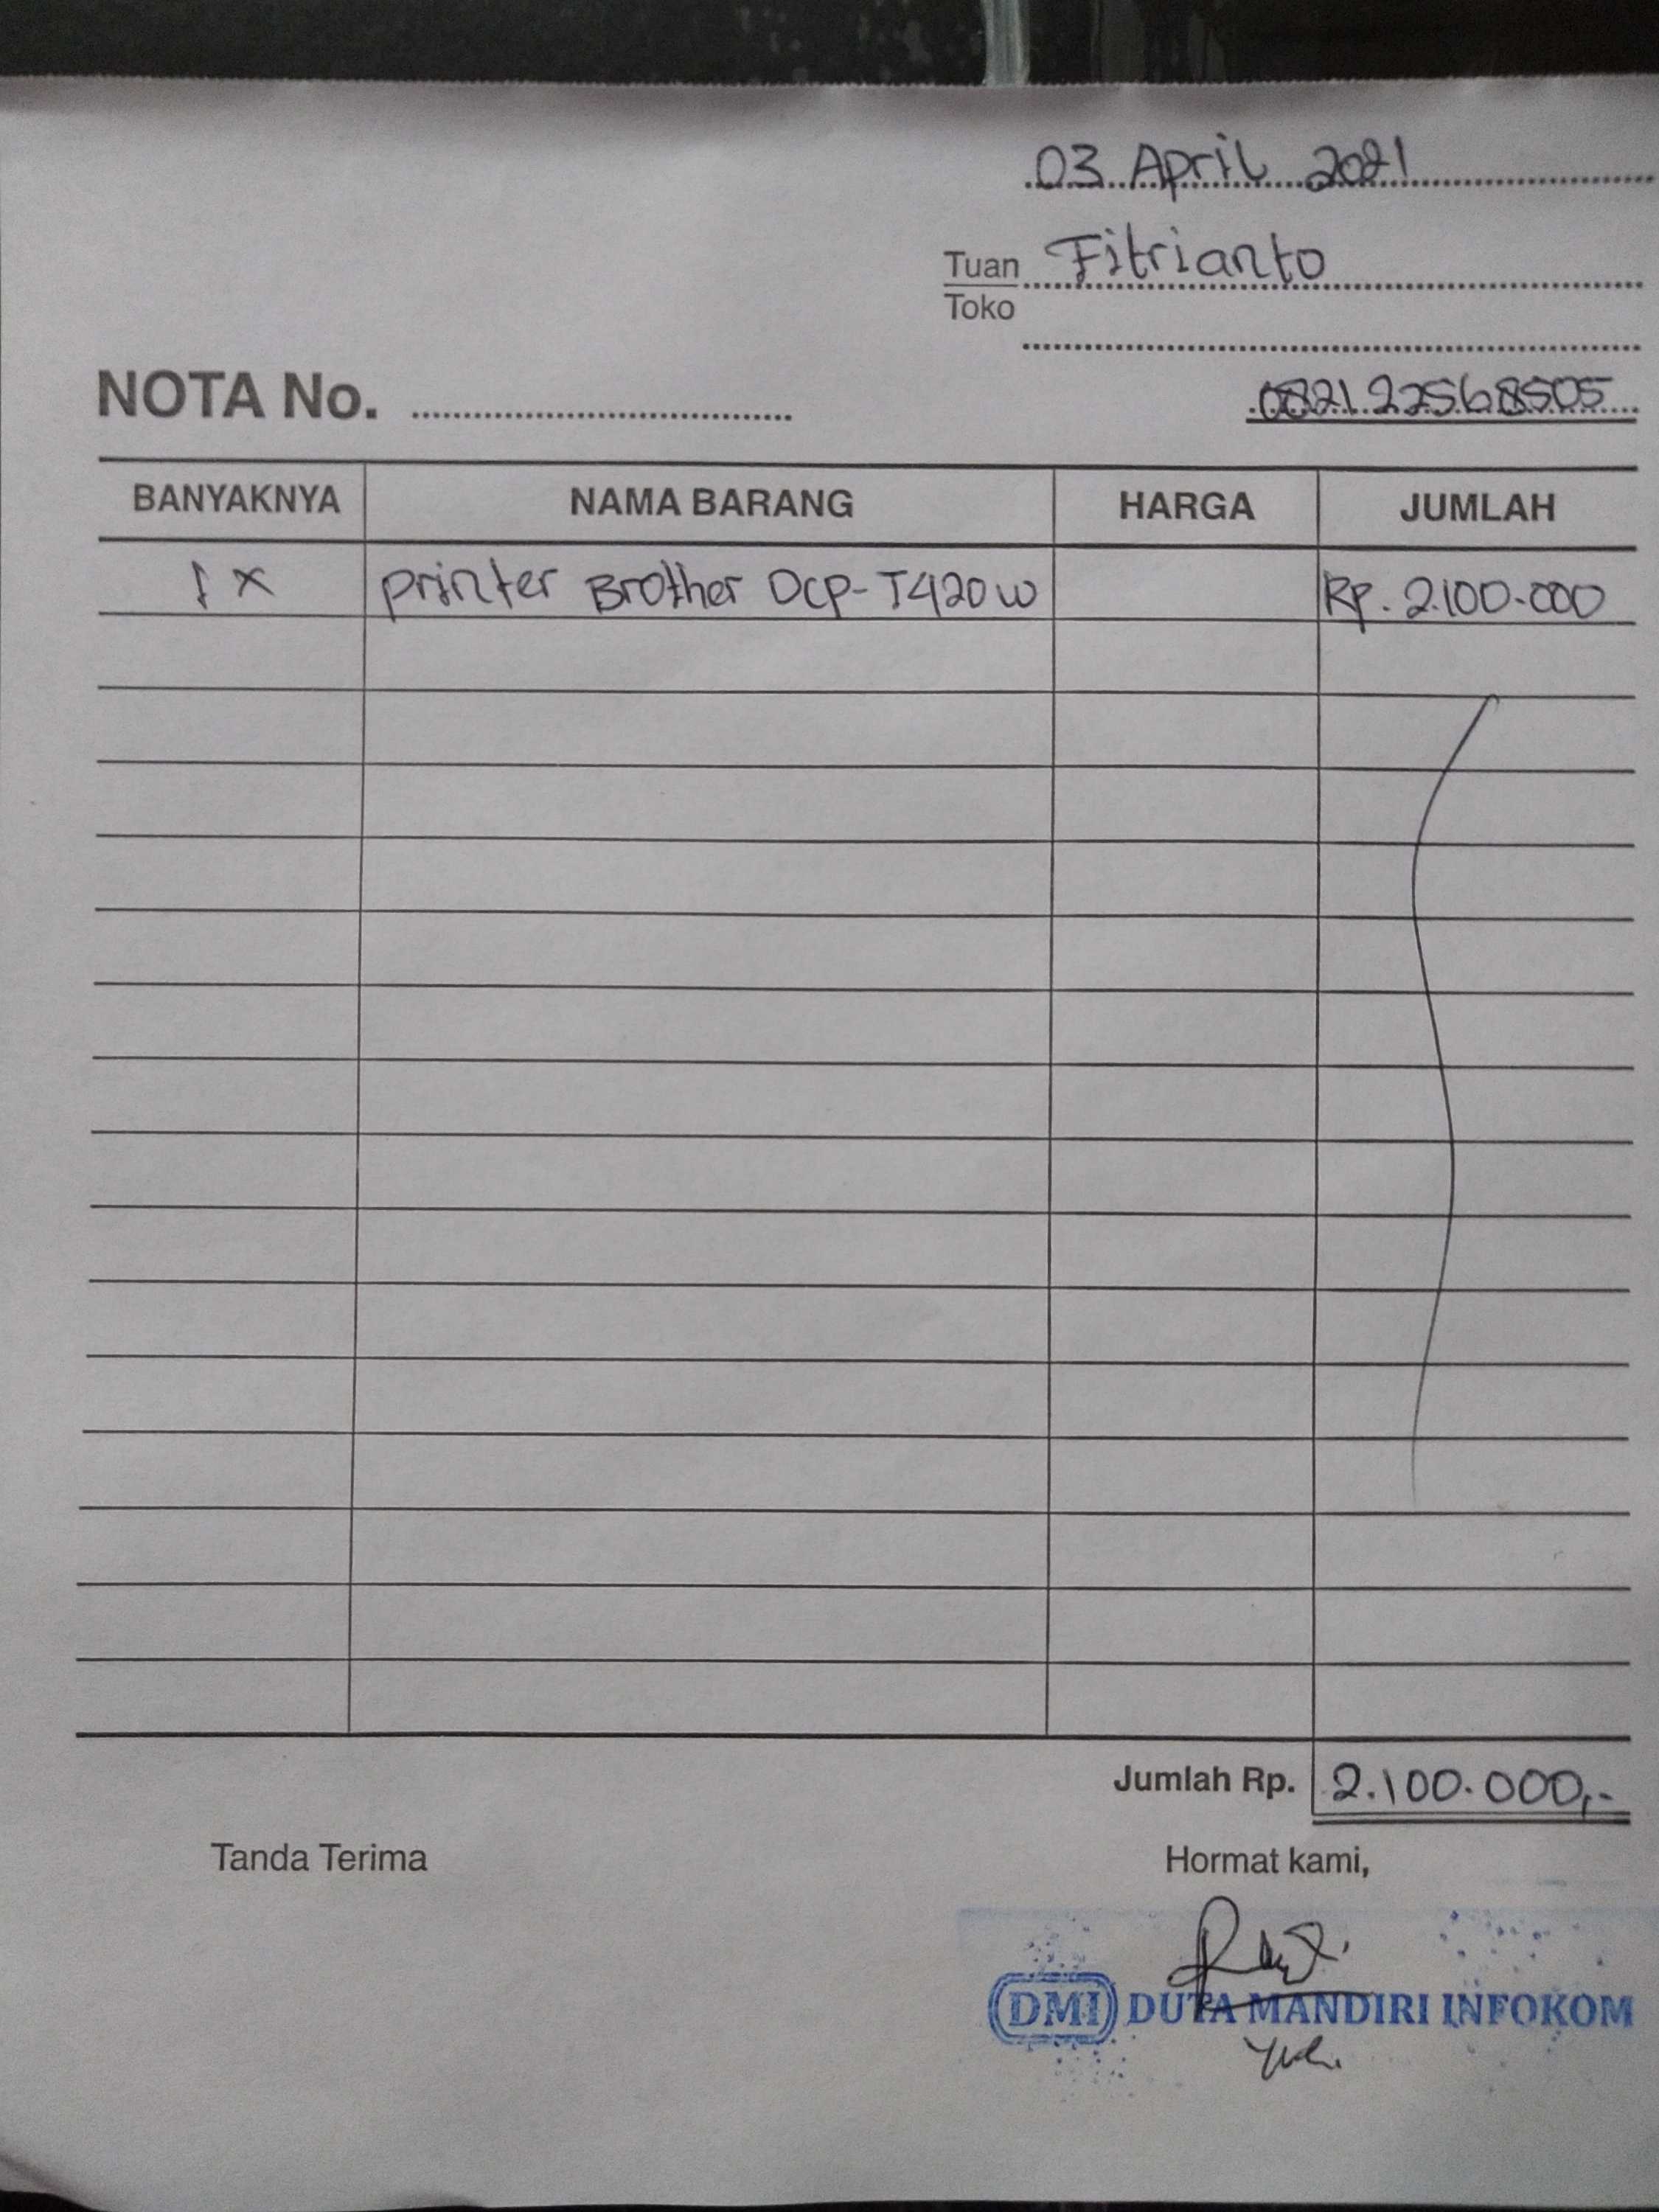 03 April 2021
Tuan Fitrianto
Toko
NOTA No.
082122568505
BANYAKNYA NAMA BARANG HARGA JUMLAH
1 x printer Brother Dcp-T420w Rp. 2.100.000
Jumlah Rp. 2.100.000,-
Tanda Terima Hormat kami,
DMI DUTA MANDIRI INFOKOM